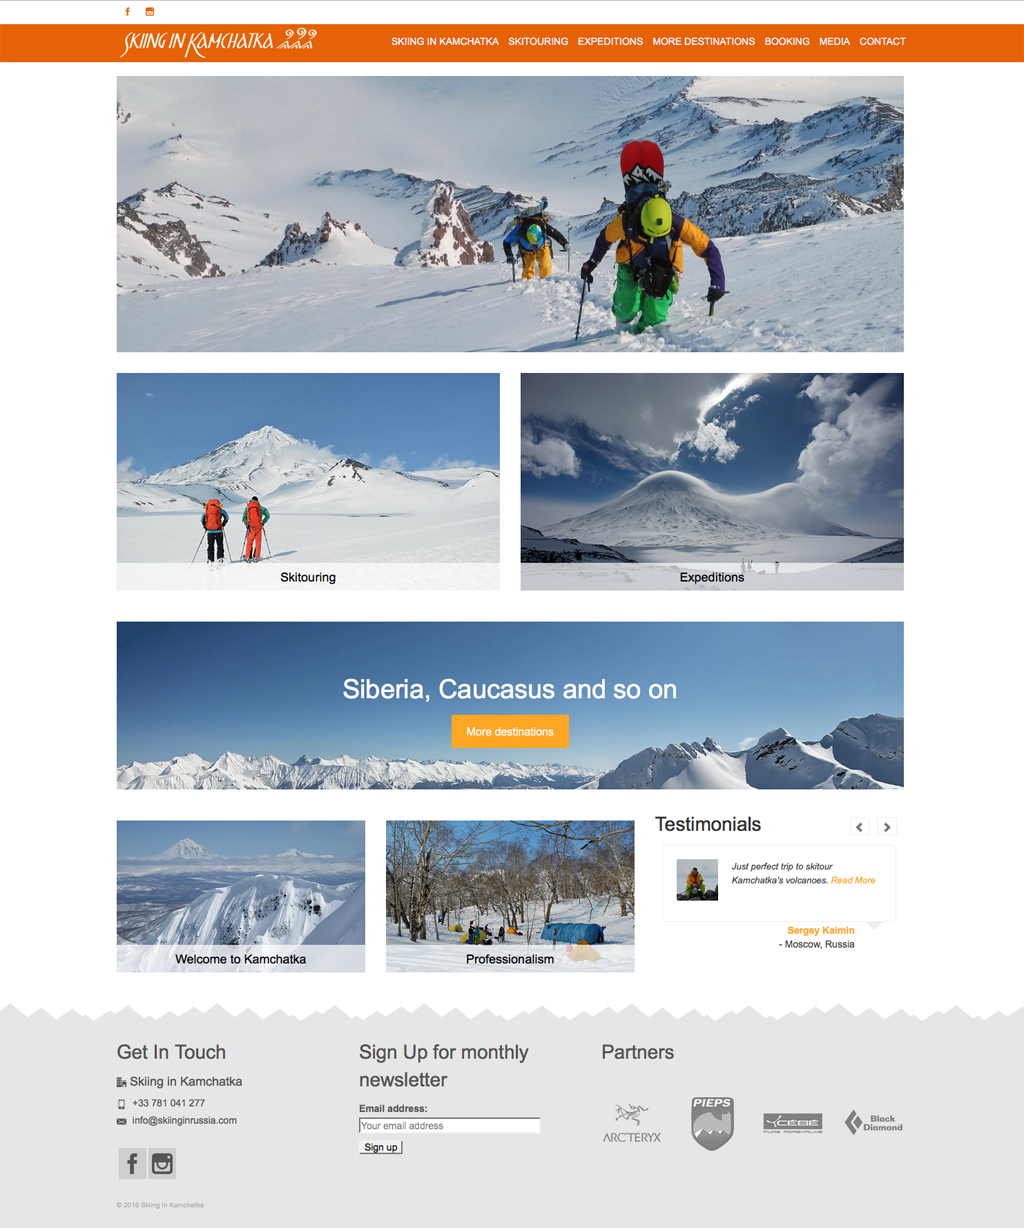 SKIING IN KAMCHATKA
SKIING IN KAMCHATKA SKITOURING EXPEDITIONS MORE DESTINATIONS BOOKING MEDIA CONTACT
Skitouring
Expeditions
Siberia, Caucasus and so on
More destinations
Welcome to Kamchatka
Professionalism
Testimonials
Just perfect trip to skitour
Kamchatka's volcanoes. Read More
Sergey Kaimin
- Moscow, Russia
Get In Touch
Skiing in Kamchatka
+33 781 041 277
info@skiinginrussia.com
© 2016 Skiing In Kamchatka
Sign Up for monthly
newsletter
Email address:
Your email address
Sign up
Partners
ARC'TERYX
PIEPS
CÉBÉ
PURE ADRENALINE
Black
Diamond